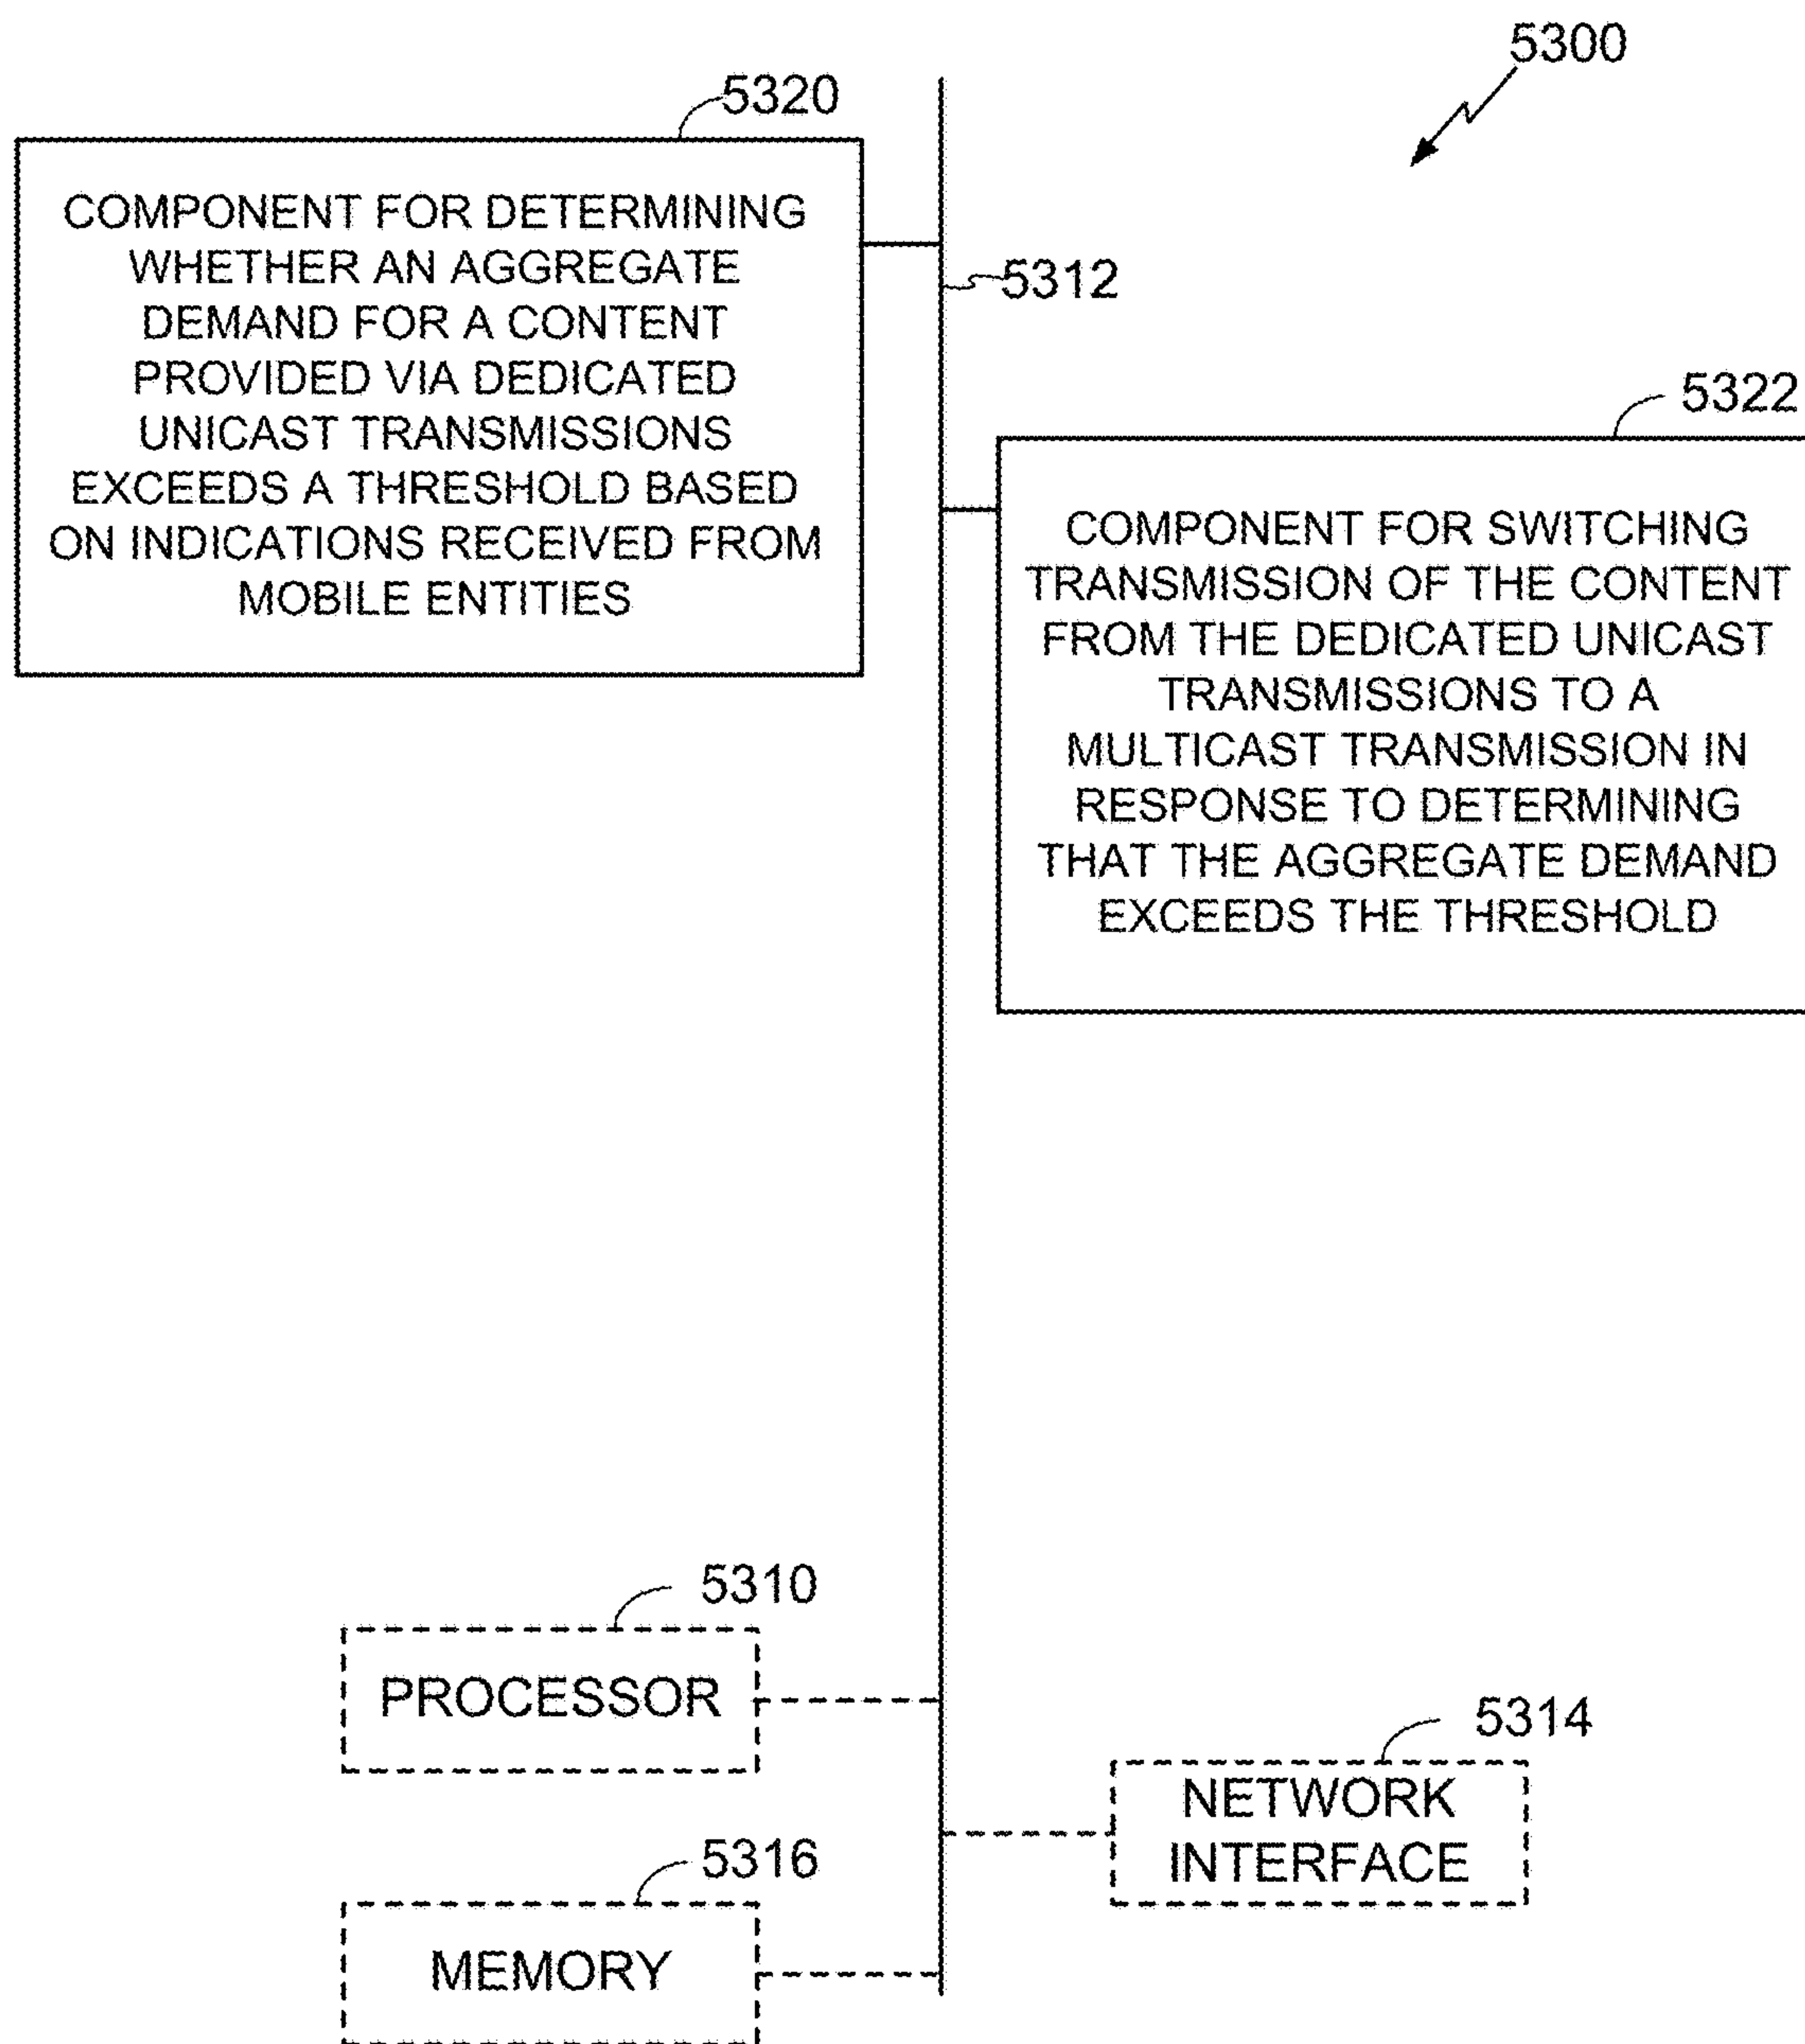 5300
5320
COMPONENT FOR DETERMINING
WHETHER AN AGGREGATE
DEMAND FOR A CONTENT
PROVIDED VIA DEDICATED
UNICAST TRANSMISSIONS
EXCEEDS A THRESHOLD BASED
ON INDICATIONS RECEIVED FROM
MOBILE ENTITIES
5312
5322
COMPONENT FOR SWITCHING
TRANSMISSION OF THE CONTENT
FROM THE DEDICATED UNICAST
TRANSMISSIONS TO A
MULTICAST TRANSMISSION IN
RESPONSE TO DETERMINING
THAT THE AGGREGATE DEMAND
EXCEEDS THE THRESHOLD
5310
PROCESSOR
5314
NETWORK
INTERFACE
5316
MEMORY